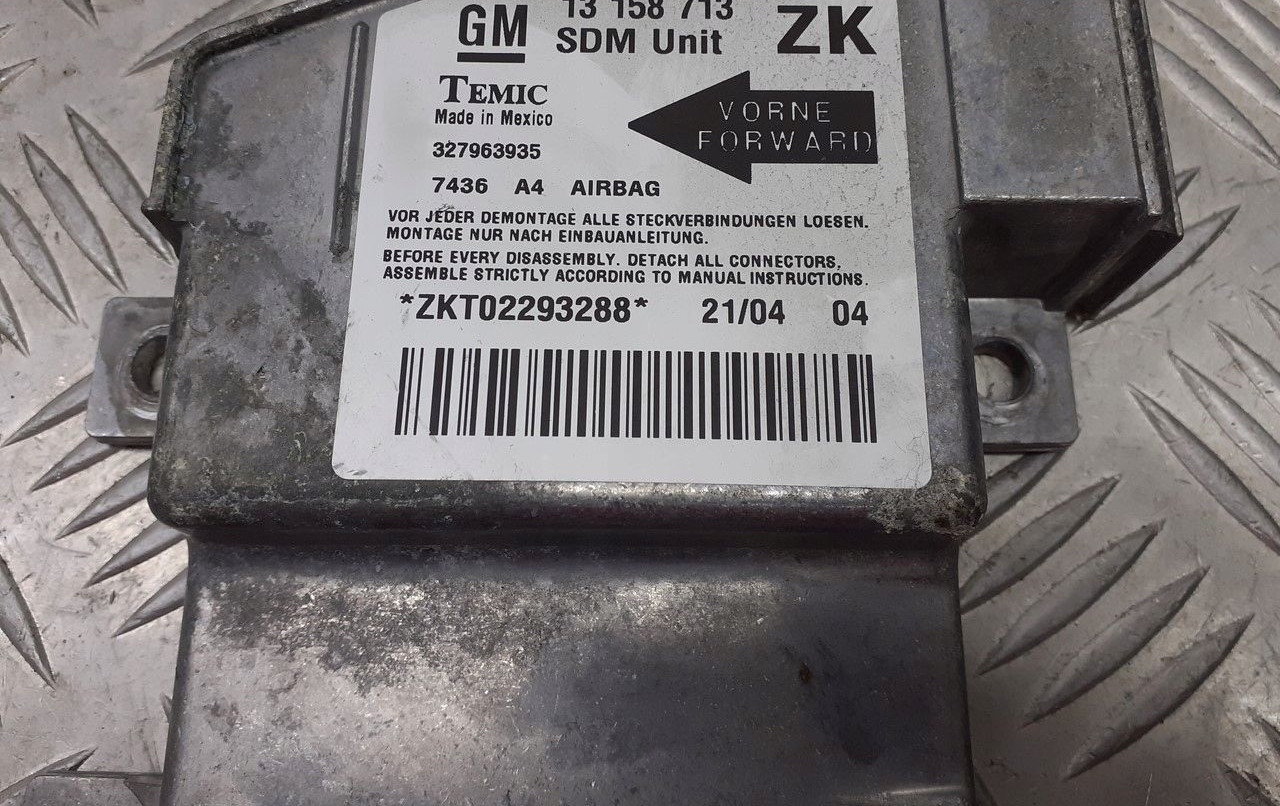 GM 13 158 713 ZK
SDM Unit
TEMIC
Made in Mexico
VORNE
FORWARD
327963935
7436 A4 AIRBAG
VOR JEDER DEMONTAGE ALLE STECKVERBINDUNGEN LOESEN.
MONTAGE NUR NACH EINBAUANLEITUNG.
BEFORE EVERY DISASSEMBLY. DETACH ALL CONNECTORS,
ASSEMBLE STRICTLY ACCORDING TO MANUAL INSTRUCTIONS.
*ZKT02293288* 21/04 04